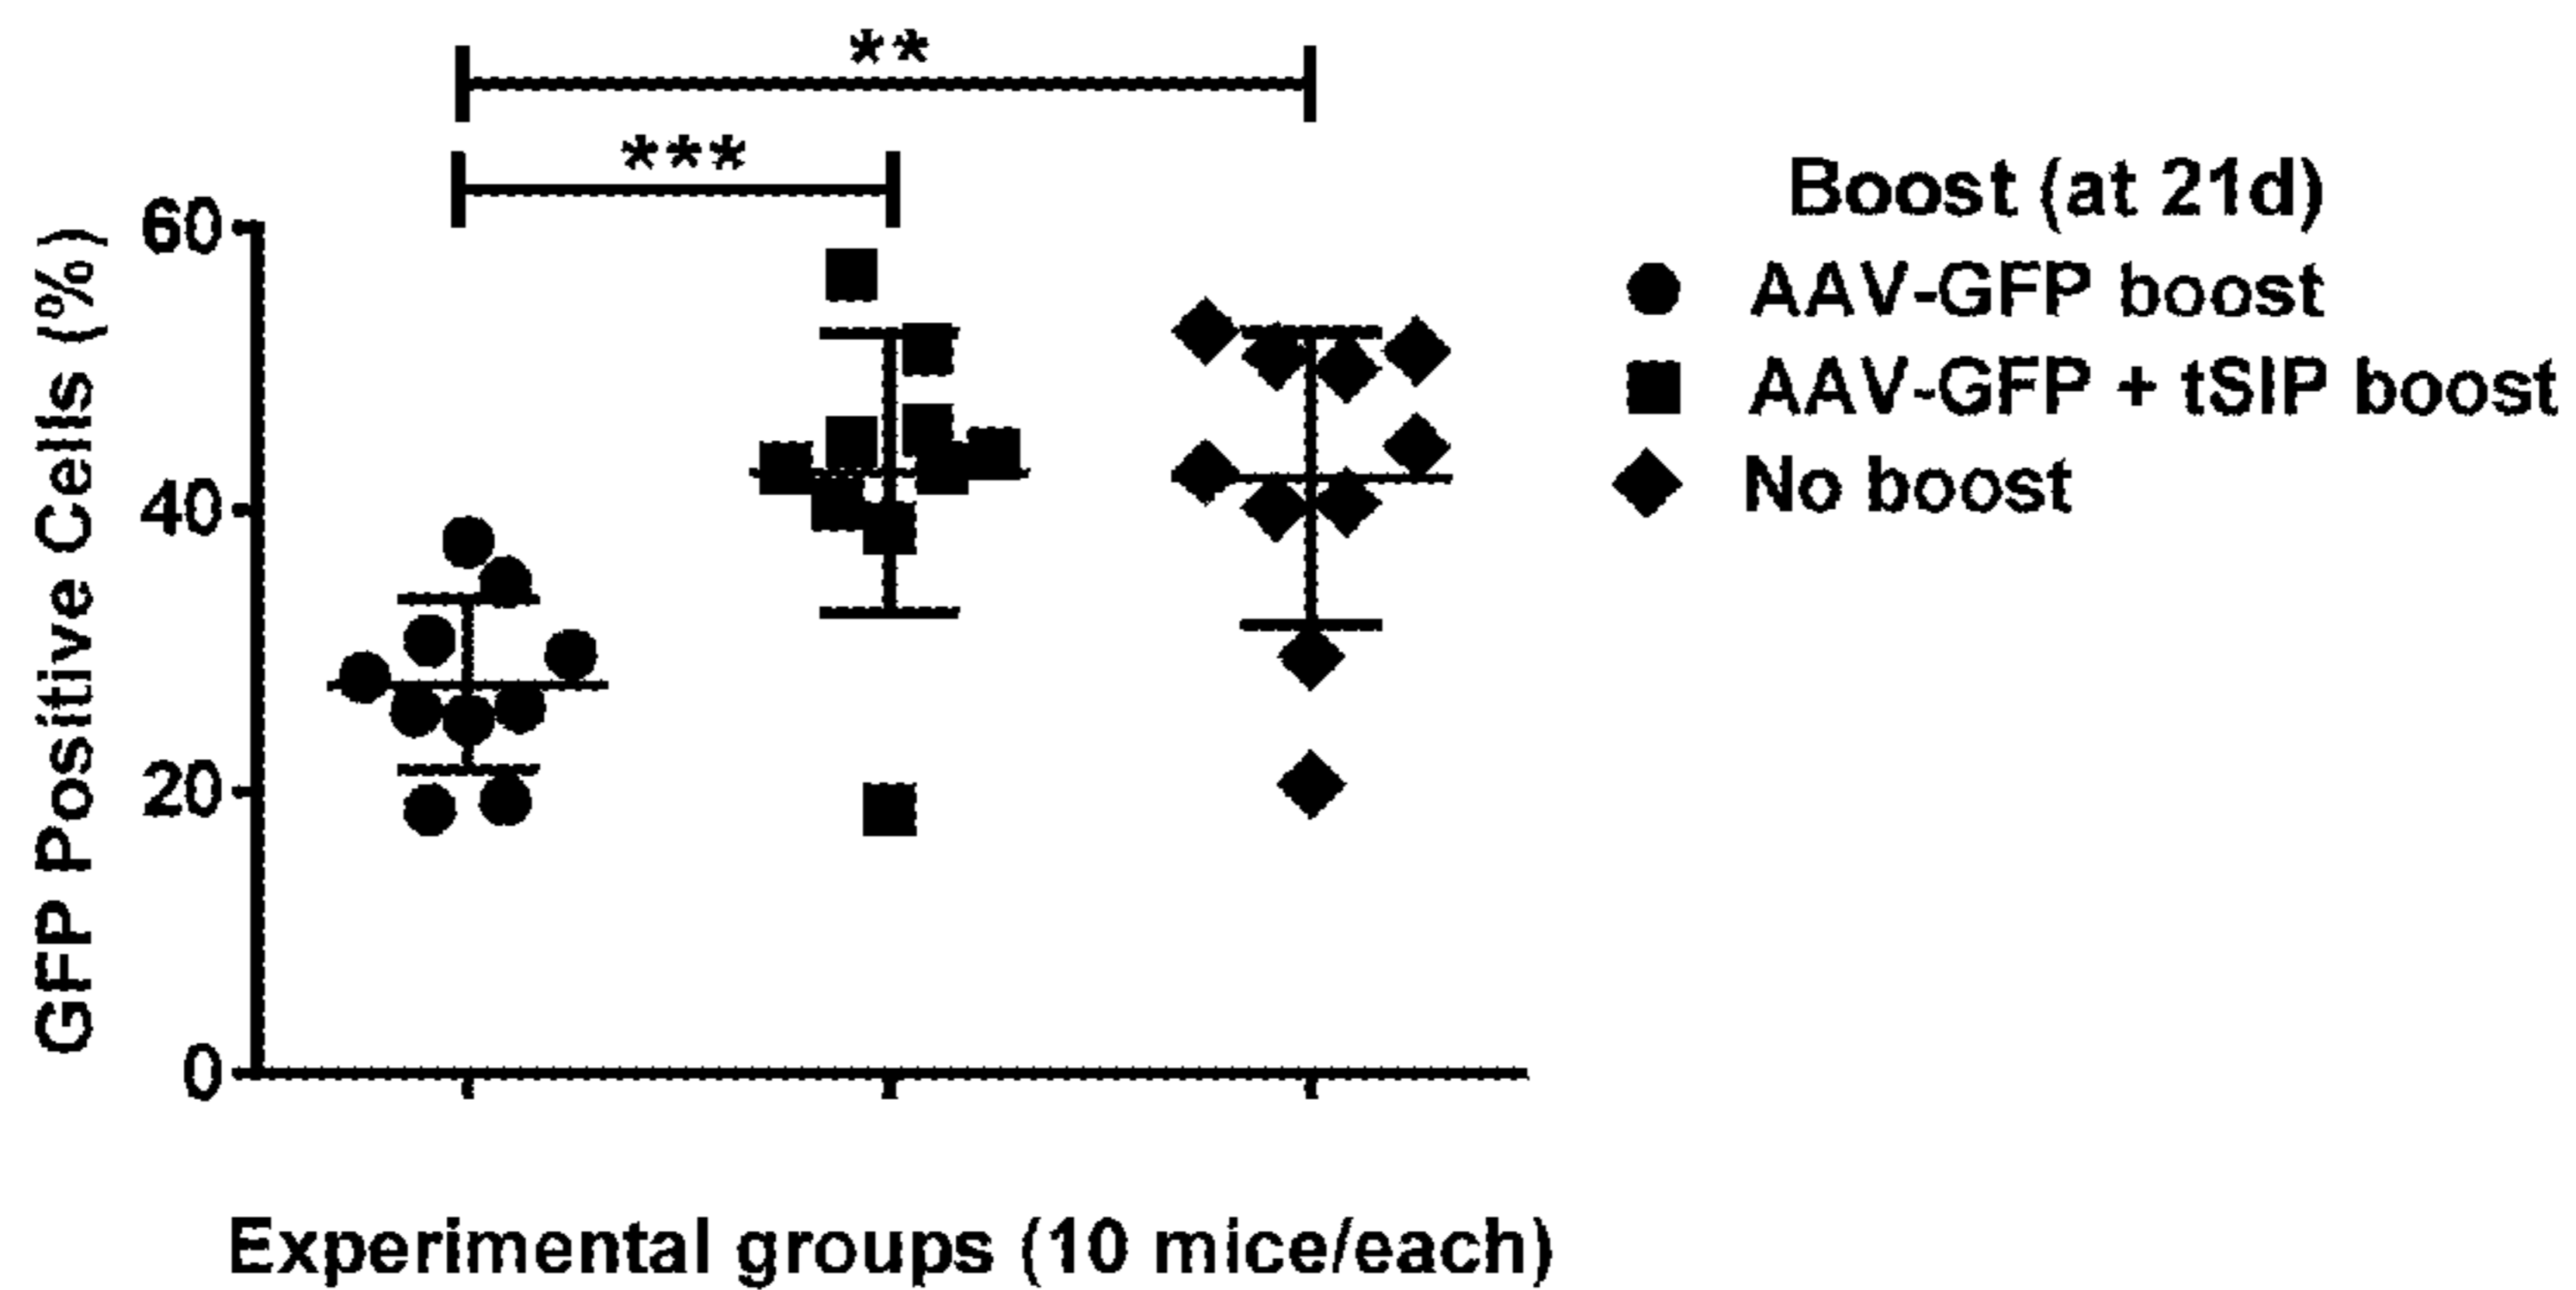 **
***
60
40
20
0
GFP Positive Cells (%)
Experimental groups (10 mice/each)
Boost (at 21d)
AAV-GFP boost
AAV-GFP + tSIP boost
No boost